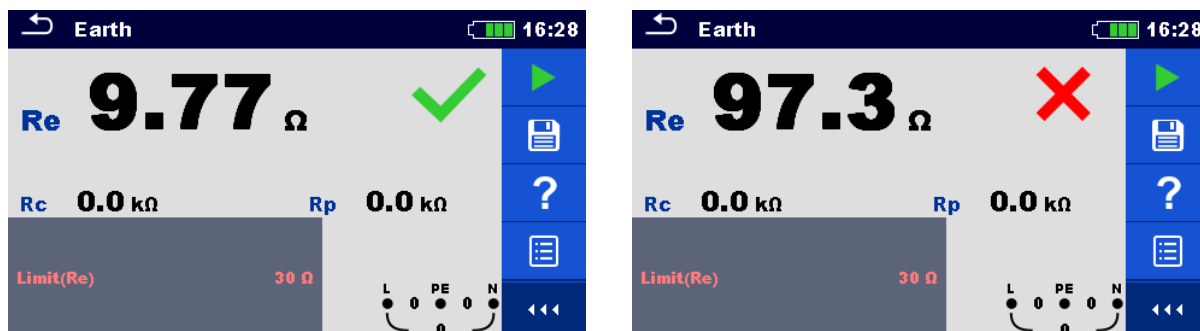 Earth 16:28
Re 9.77 Ω
Rc 0.0 kΩ Rp 0.0 kΩ
?
Limit(Re) 30 Ω
L PE N
0 0
0
Earth 16:28
Re 97.3 Ω
Rc 0.0 kΩ Rp 0.0 kΩ
?
Limit(Re) 30 Ω
L PE N
0 0
0